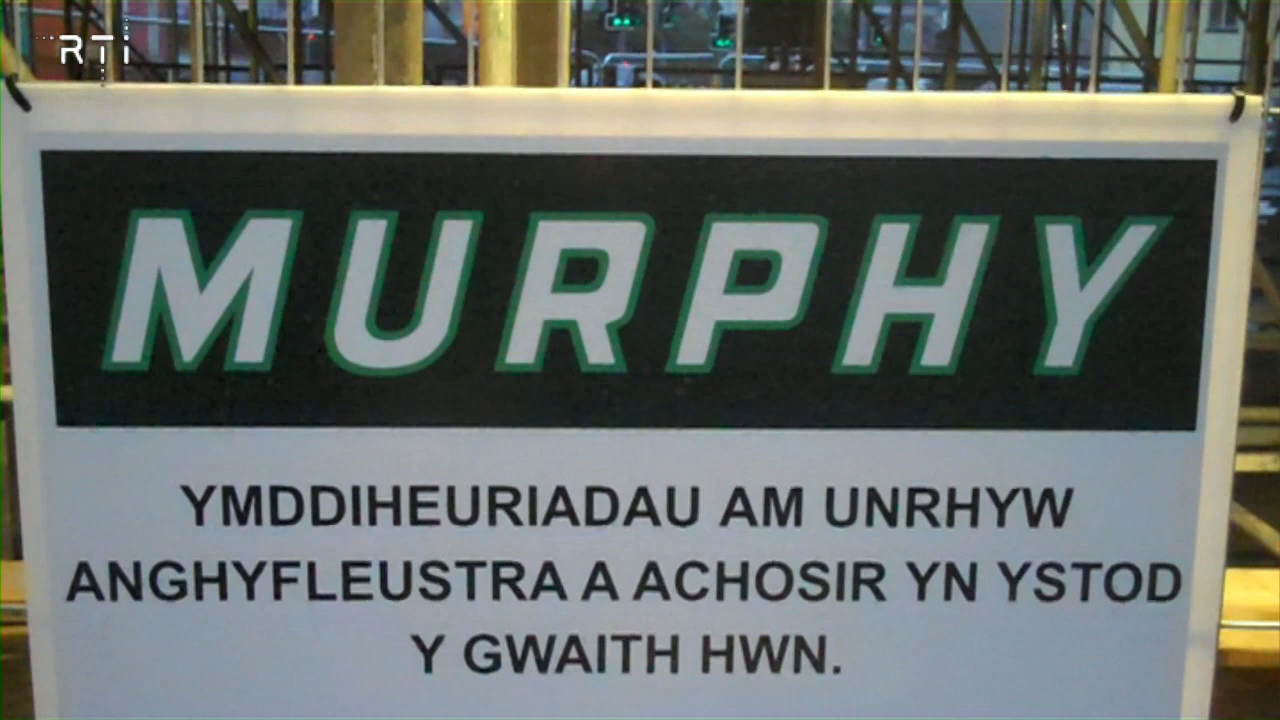 RTi
MURPHY
YMDDIHEURIADAU AM UNRHYW
ANGHYFLEUSTRA A ACHOSIR YN YSTOD
Y GWAITH HWN.